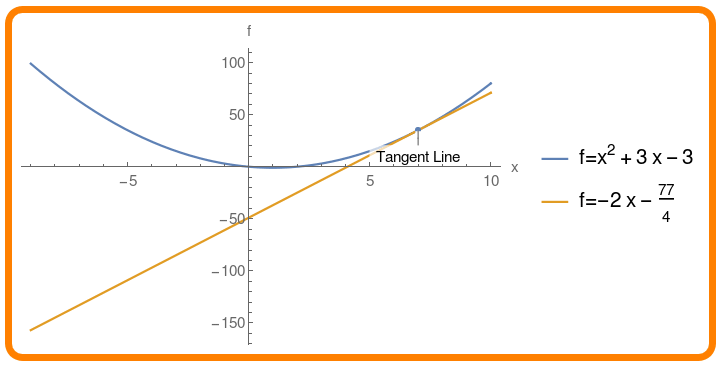 f
100
50
Tangent Line
−5
5
10
x
−50
−100
−150
f=x² + 3 x − 3
f=−2 x − 77/4